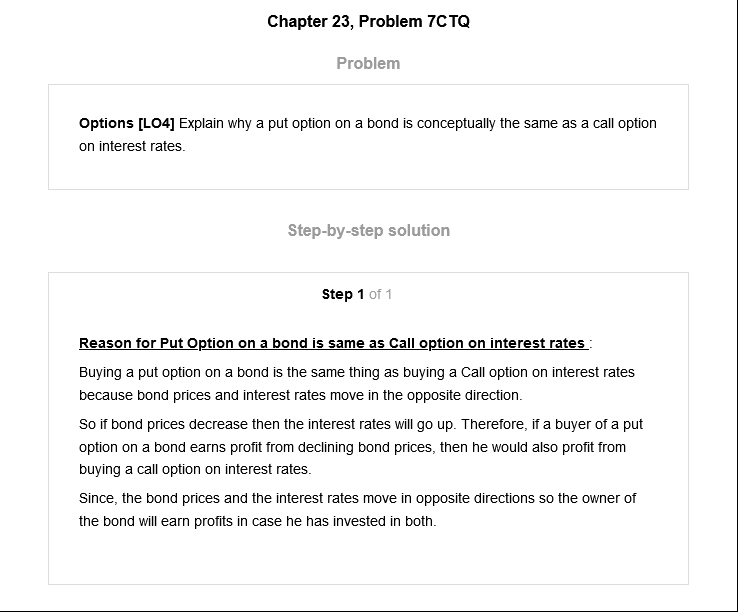 Chapter 23, Problem 7CTQ
Problem
Options [LO4] Explain why a put option on a bond is conceptually the same as a call option
on interest rates.
Step-by-step solution
Step 1 of 1
Reason for Put Option on a bond is same as Call option on interest rates :
Buying a put option on a bond is the same thing as buying a Call option on interest rates
because bond prices and interest rates move in the opposite direction.
So if bond prices decrease then the interest rates will go up. Therefore, if a buyer of a put
option on a bond earns profit from declining bond prices, then he would also profit from
buying a call option on interest rates.
Since, the bond prices and the interest rates move in opposite directions so the owner of
the bond will earn profits in case he has invested in both.